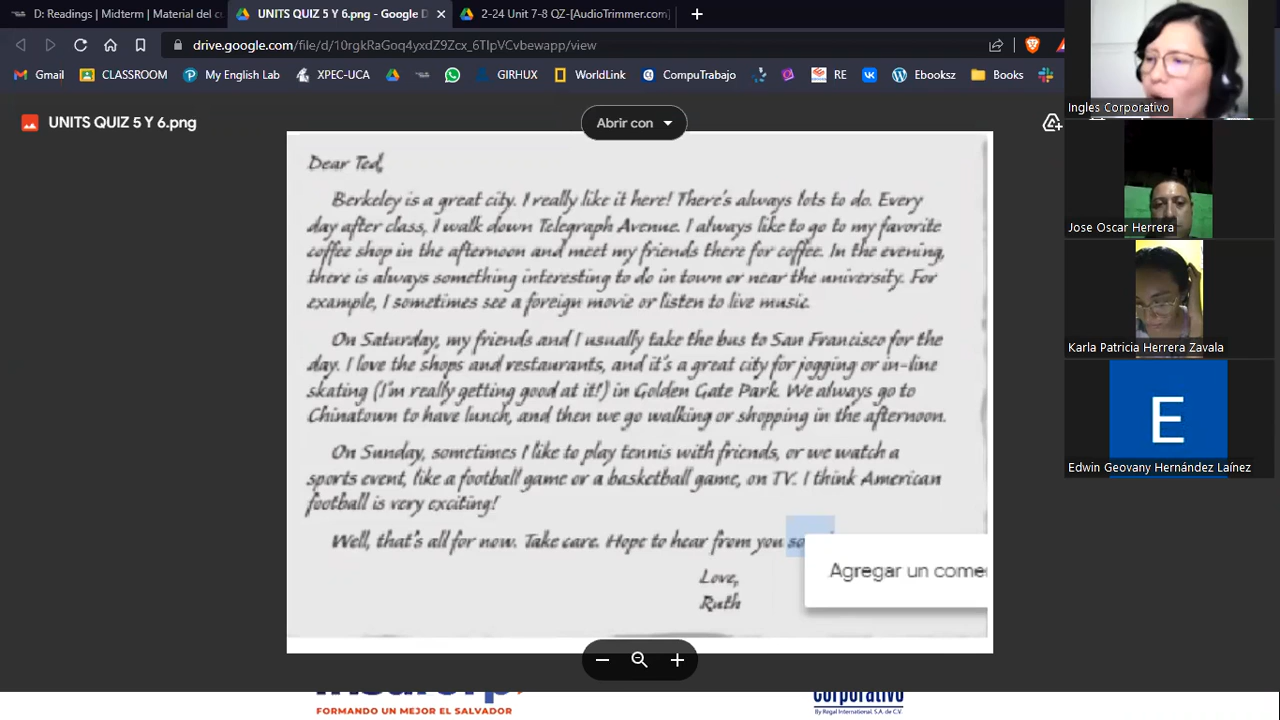 D: Readings | Midterm | Material del c
UNITS QUIZ 5 Y 6.png - Google D
2-24 Unit 7-8 QZ-[AudioTrimmer.com]
drive.google.com/file/d/10rgkRaGoq4yxdZ9Zcx_6TIpVCvbewapp/view
Gmail CLASSROOM My English Lab XPEC-UCA GIRHUX WorldLink CompuTrabajo RE Ebooksz Books
UNITS QUIZ 5 Y 6.png
Abrir con
Dear Ted,
Berkeley is a great city. I really like it here! There's always lots to do. Every
day after class, I walk down Telegraph Avenue. I always like to go to my favorite
coffee shop in the afternoon and meet my friends there for coffee. In the evening,
there is always something interesting to do in town or near the university. For
example, I sometimes see a foreign movie or listen to live music.
On Saturday, my friends and I usually take the bus to San Francisco for the
day. I love the shops and restaurants, and it's a great city for jogging or in-line
skating (I'm really getting good at it!) in Golden Gate Park. We always go to
Chinatown to have lunch, and then we go walking or shopping in the afternoon.
On Sunday, sometimes I like to play tennis with friends, or we watch a
sports event, like a football game or a basketball game, on TV. I think American
football is very exciting!
Well, that's all for now. Take care. Hope to hear from you so
Agregar un comen
Love,
Ruth
Ingles Corporativo
Jose Oscar Herrera
Karla Patricia Herrera Zavala
E
Edwin Geovany Hernández Laínez
FORMANDO UN MEJOR EL SALVADOR
corporativo
By Regal International, S.A. de C.V.